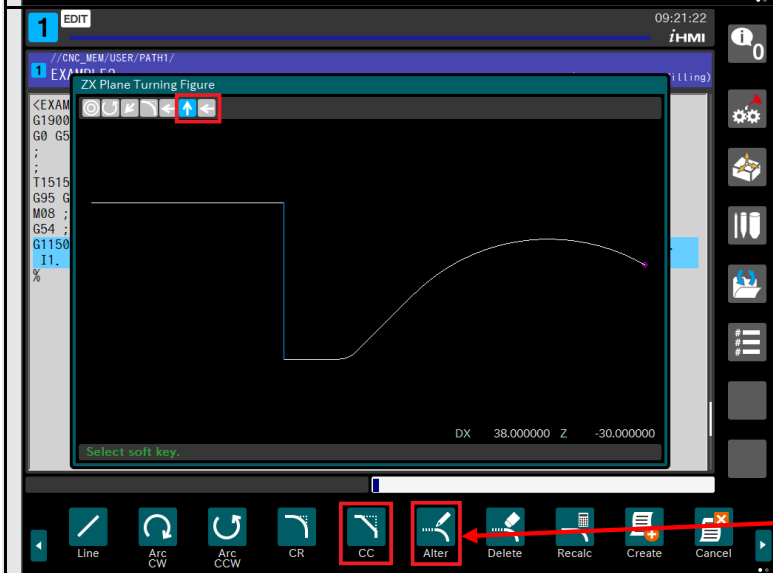 1 EDIT 09:21:22
iHMI
//CNC_MEM/USER/PATH1/
1
illing)
0
ZX Plane Turning Figure
<EXAM
G1900
G0 G5
;
;
T1515
G95 G
M08 ;
G54 ;
G1150
I1.
%
DX 38.000000 Z -30.000000
Select soft key.
Line Arc CW Arc CCW CR CC Alter Delete Recalc Create Cancel